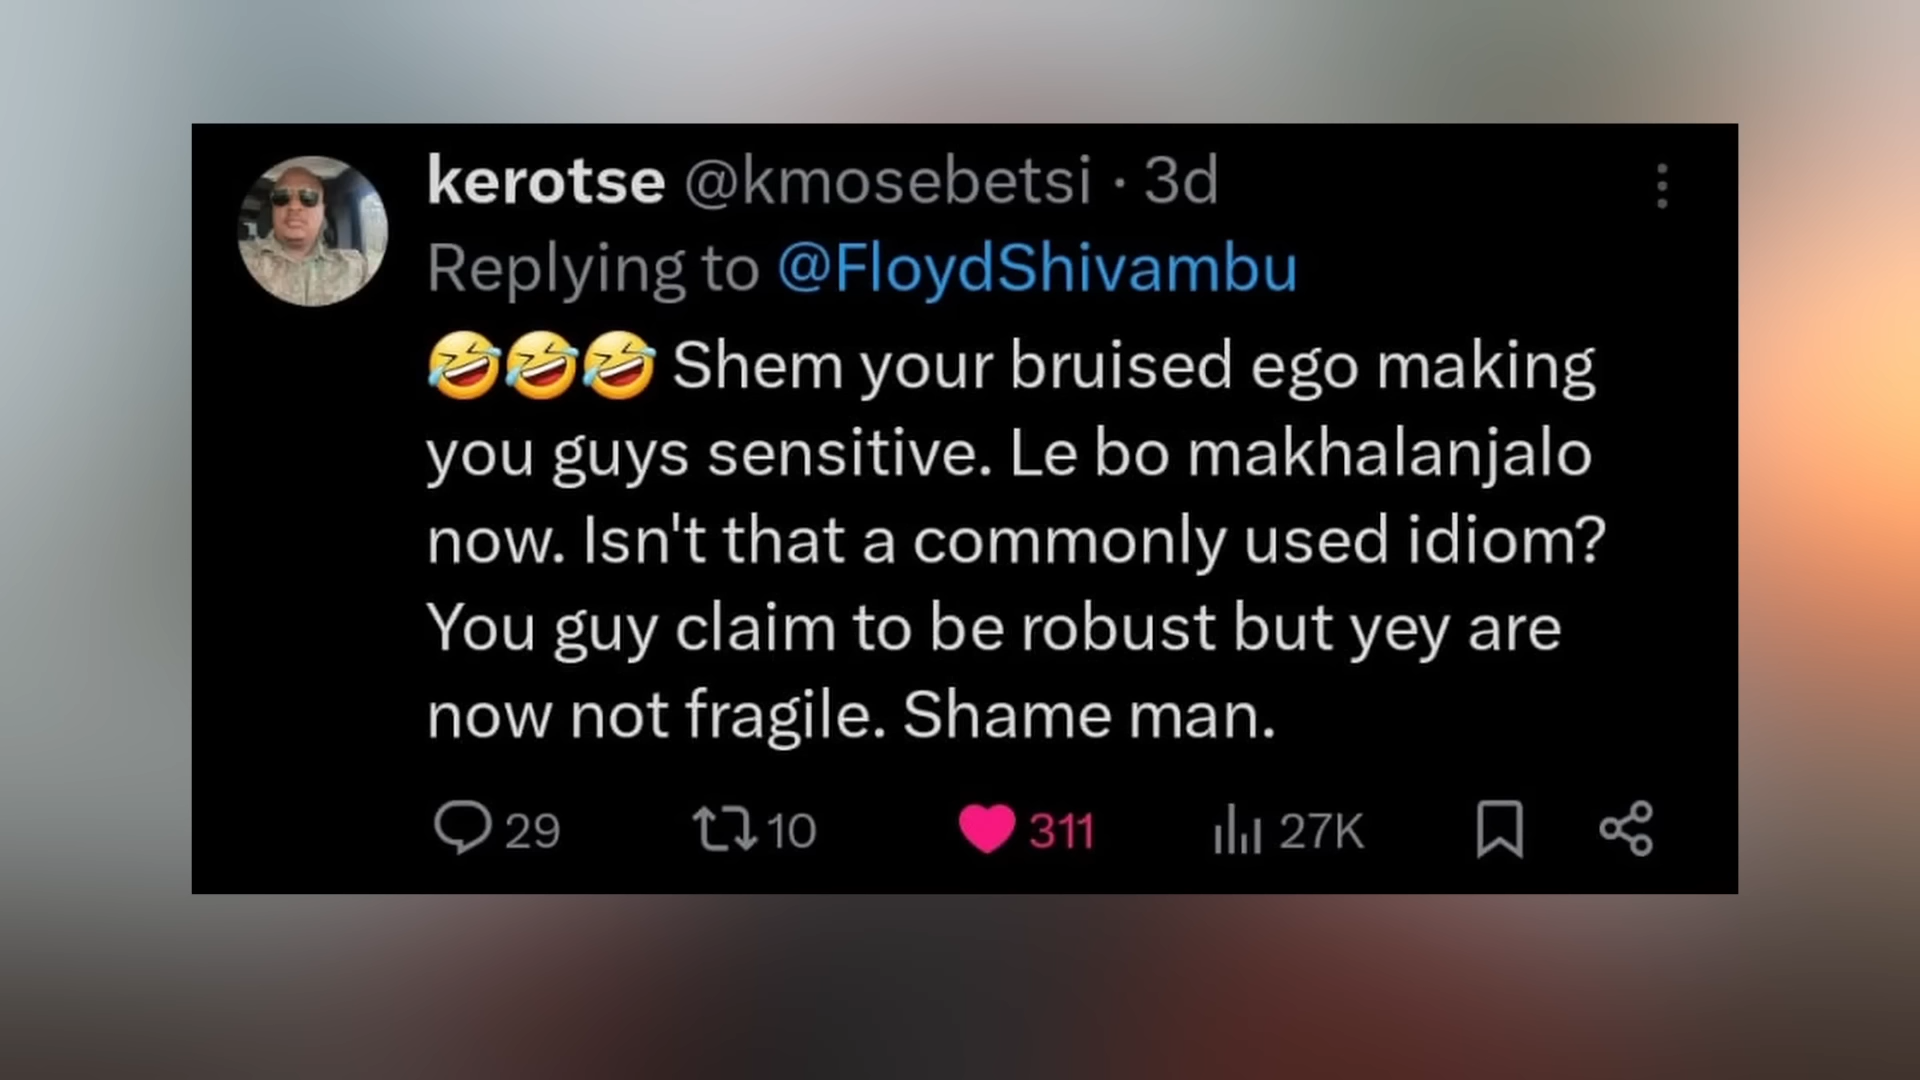 kerotse @kmosebetsi · 3d
Replying to @FloydShivambu
🤣🤣🤣 Shem your bruised ego making
you guys sensitive. Le bo makhalanjalo
now. Isn't that a commonly used idiom?
You guy claim to be robust but yey are
now not fragile. Shame man.
29 10 311 27K